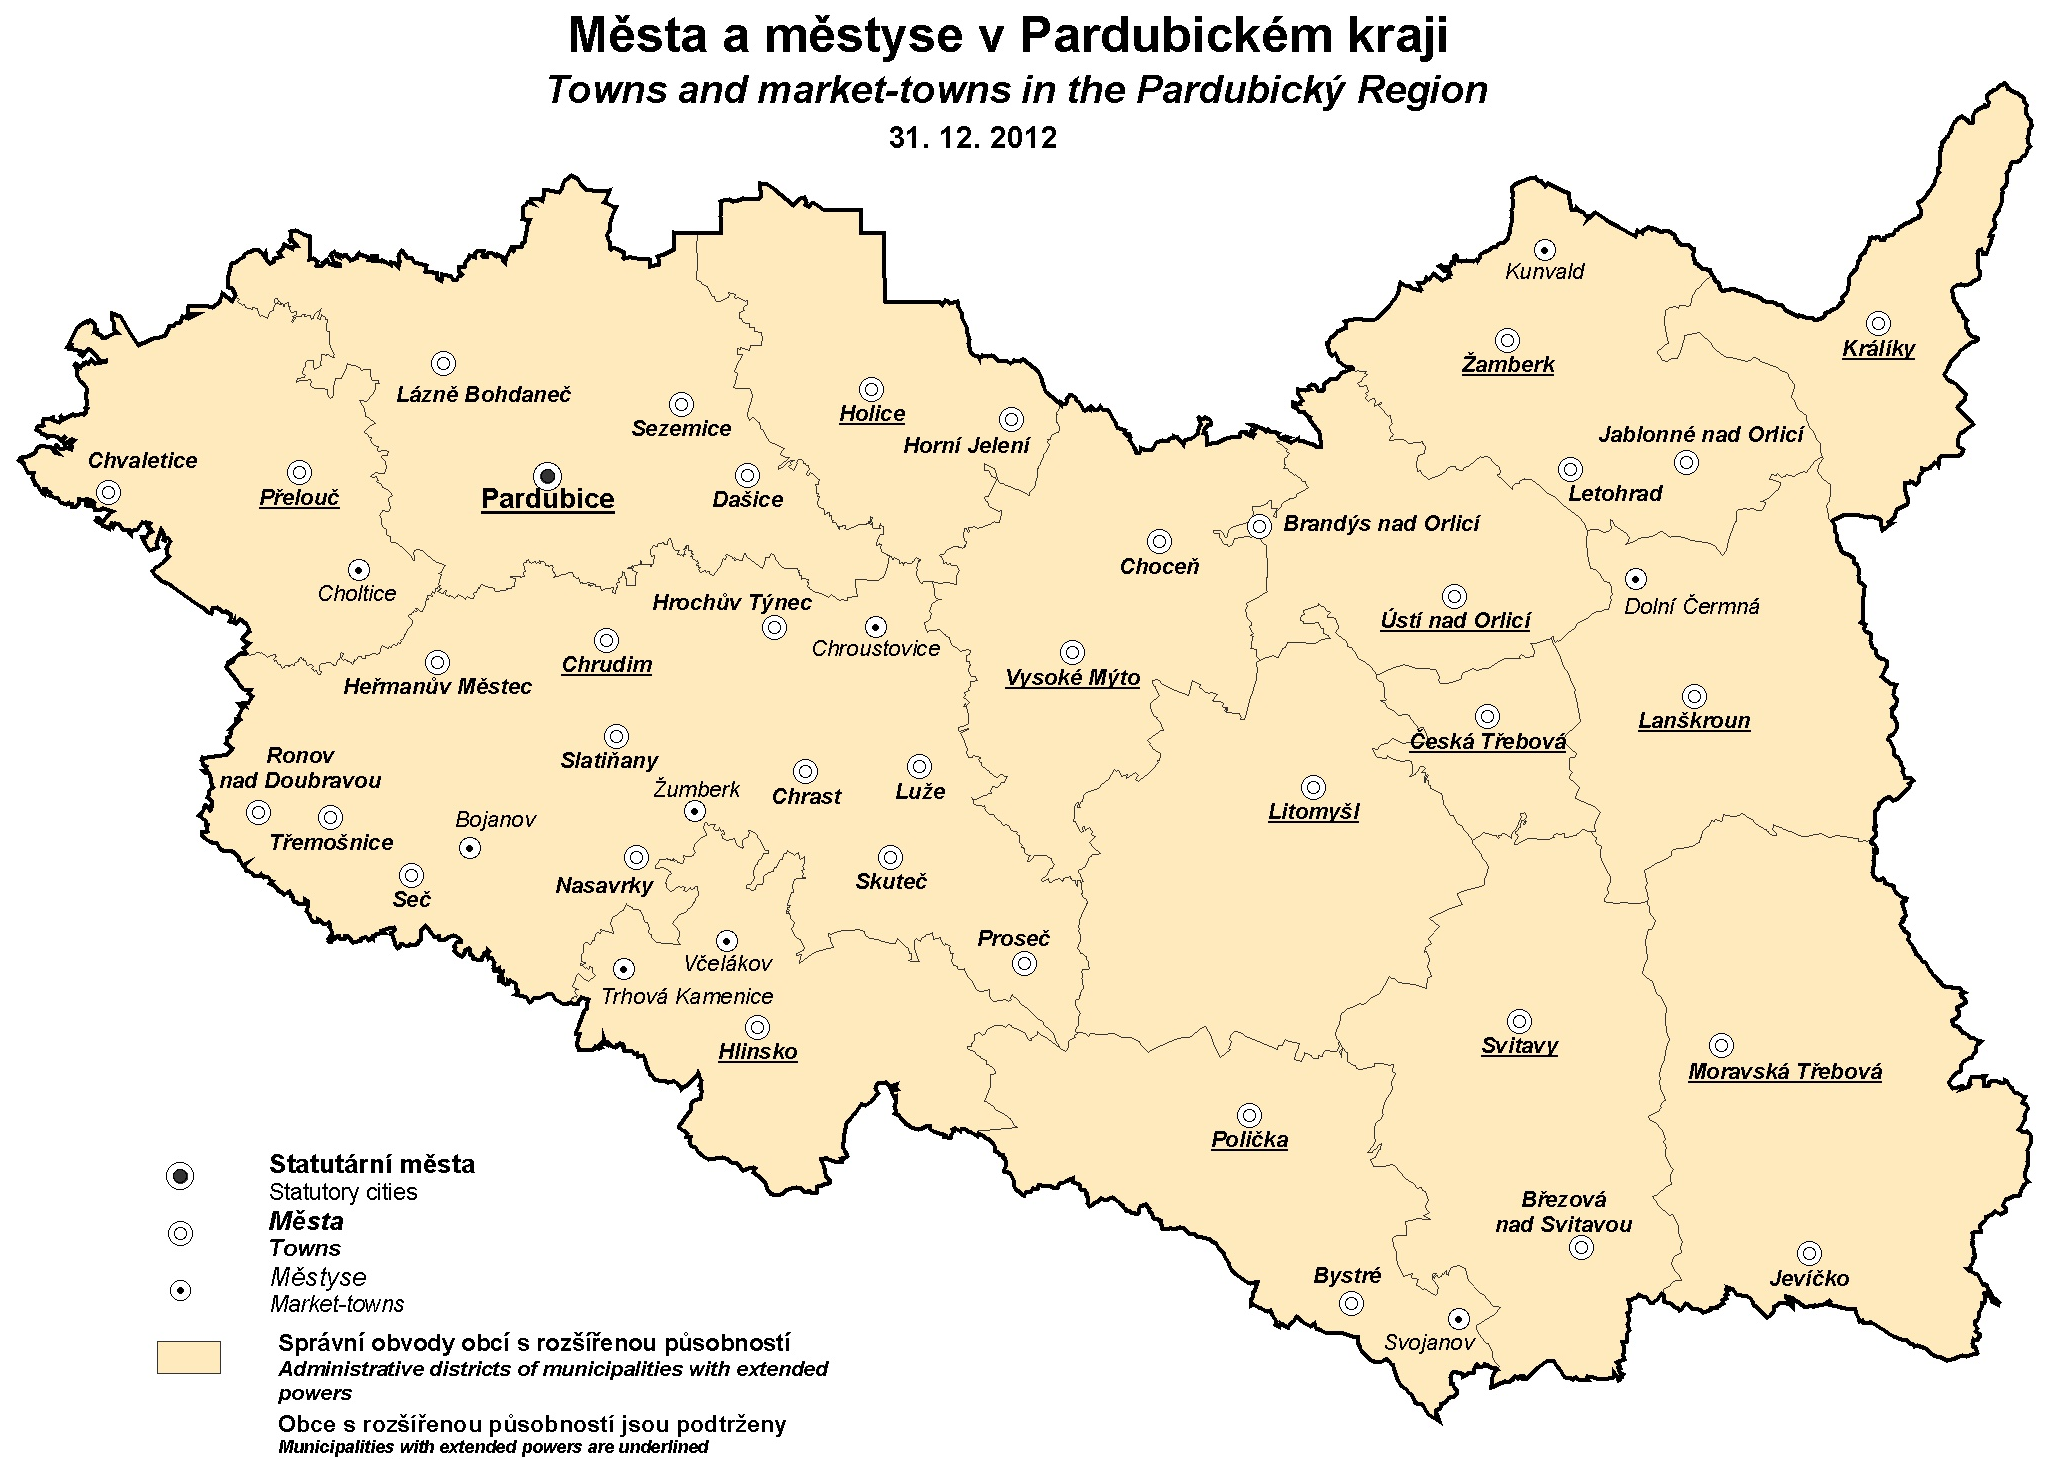 Města a městyse v Pardubickém kraji
Towns and market-towns in the Pardubický Region
31. 12. 2012
Kunvald
Králíky
Žamberk
Lázně Bohdaneč
Holice
Sezemice
Horní Jelení
Jablonné nad Orlicí
Chvaletice
Přelouč
Pardubice
Dašice
Letohrad
Brandýs nad Orlicí
Choceň
Choltice
Hrochův Týnec
Dolní Čermná
Ústí nad Orlicí
Chroustovice
Chrudim
Heřmanův Městec
Vysoké Mýto
Lanškroun
Česká Třebová
Ronov
nad Doubravou
Slatiňany
Žumberk
Chrast
Luže
Litomyšl
Bojanov
Třemošnice
Seč
Nasavrky
Skuteč
Proseč
Včelákov
Trhová Kamenice
Hlinsko
Svitavy
Moravská Třebová
Polička
Březová
nad Svitavou
Bystré
Jevíčko
Svojanov
Statutární města
Statutory cities
Města
Towns
Městyse
Market-towns
Správní obvody obcí s rozšířenou působností
Administrative districts of municipalities with extended
powers
Obce s rozšířenou působností jsou podtrženy
Municipalities with extended powers are underlined